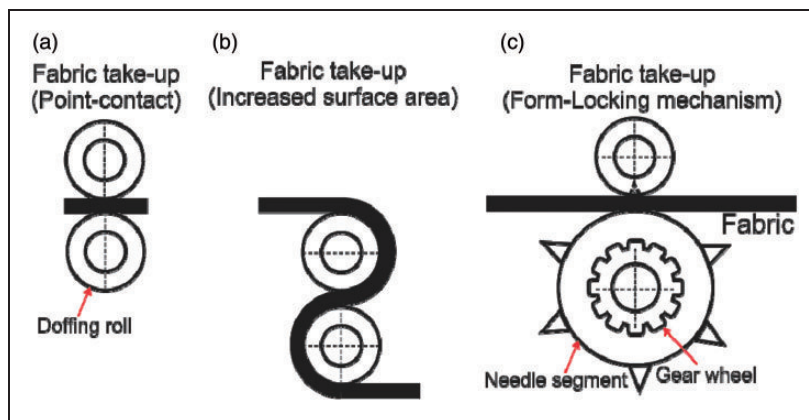 (a)
Fabric take-up
(Point-contact)
Doffing roll
(b)
Fabric take-up
(Increased surface area)
(c)
Fabric take-up
(Form-Locking mechanism)
Fabric
Needle segment
Gear wheel